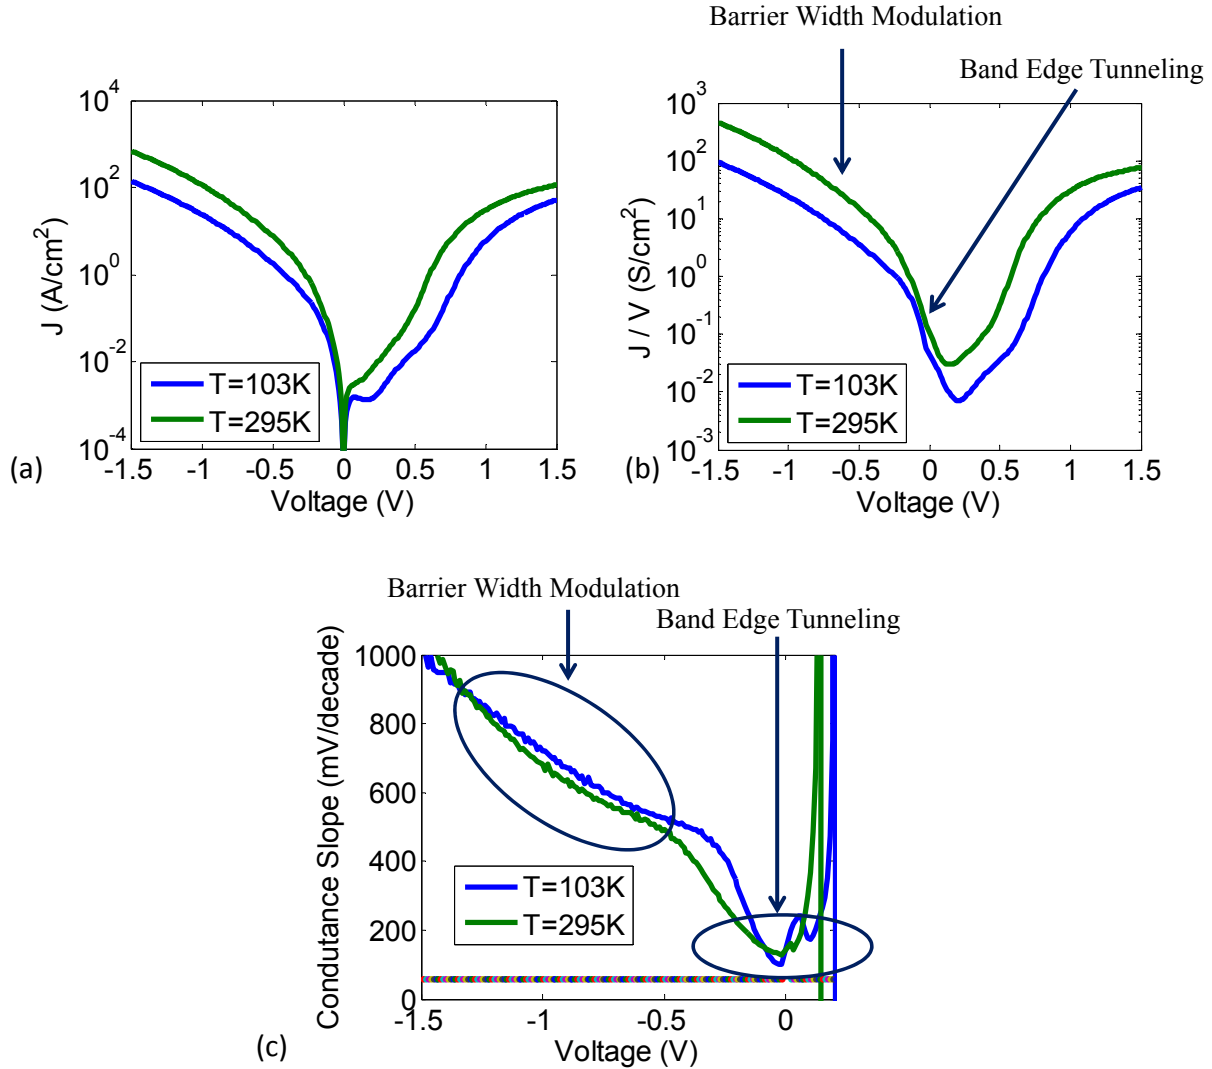 Barrier Width Modulation
Band Edge Tunneling
10^4
10^2
10^0
10^-2
10^-4
J (A/cm^2)
T=103K
T=295K
-1.5 -1 -0.5 0 0.5 1 1.5
Voltage (V)
(a)
10^3
10^2
10^1
10^0
10^-1
10^-2
10^-3
J / V (S/cm^2)
T=103K
T=295K
-1.5 -1 -0.5 0 0.5 1 1.5
Voltage (V)
(b)
Barrier Width Modulation
Band Edge Tunneling
1000
800
600
400
200
0
Condutance Slope (mV/decade)
T=103K
T=295K
-1.5 -1 -0.5 0
Voltage (V)
(c)